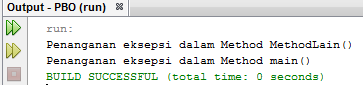 Output - PBO (run)
run:
Penanganan eksepsi dalam Method MethodLain()
Penanganan eksepsi dalam Method main()
BUILD SUCCESSFUL (total time: 0 seconds)